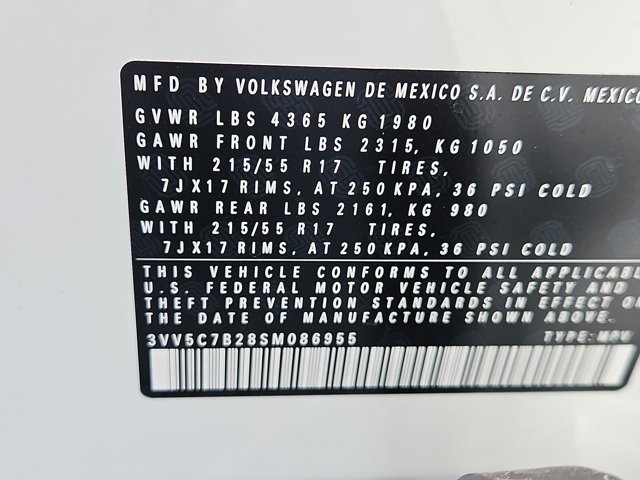 MFD BY VOLKSWAGEN DE MEXICO S.A. DE C.V. MEXICO
GVWR LBS 4365 KG 1980
GAWR FRONT LBS 2315, KG 1050
WITH 215/55 R17 TIRES,
7JX17 RIMS, AT 250 KPA, 36 PSI COLD
GAWR REAR LBS 2161, KG 980
WITH 215/55 R17 TIRES,
7JX17 RIMS, AT 250 KPA, 36 PSI COLD
THIS VEHICLE CONFORMS TO ALL APPLICABL
U.S. FEDERAL MOTOR VEHICLE SAFETY AND
THEFT PREVENTION STANDARDS IN EFFECT O
THE DATE OF MANUFACTURE SHOWN ABOVE.
3VV5C7B28SM086955 TYPE: MPV